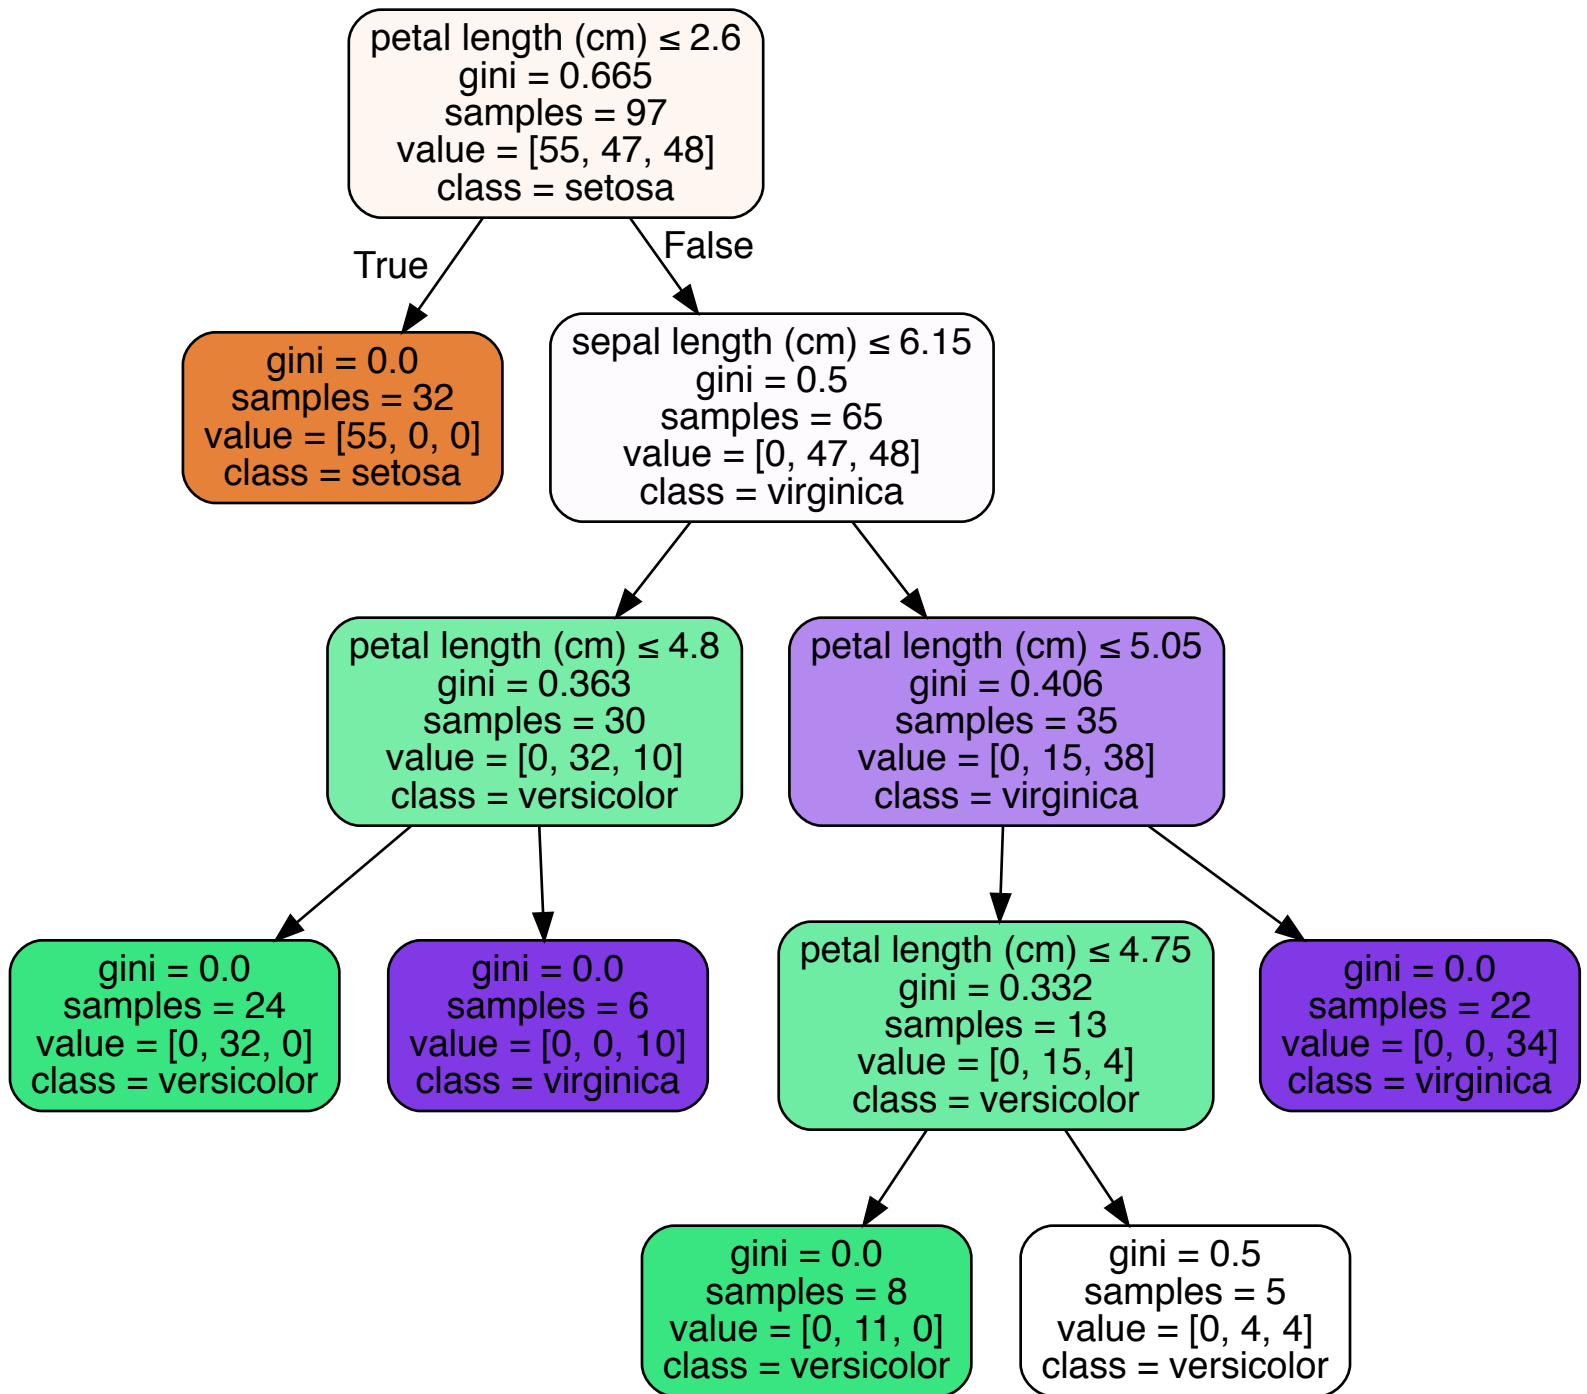 petal length (cm) ≤ 2.6
gini = 0.665
samples = 97
value = [55, 47, 48]
class = setosa
True
False
gini = 0.0
samples = 32
value = [55, 0, 0]
class = setosa
sepal length (cm) ≤ 6.15
gini = 0.5
samples = 65
value = [0, 47, 48]
class = virginica
petal length (cm) ≤ 4.8
gini = 0.363
samples = 30
value = [0, 32, 10]
class = versicolor
petal length (cm) ≤ 5.05
gini = 0.406
samples = 35
value = [0, 15, 38]
class = virginica
gini = 0.0
samples = 24
value = [0, 32, 0]
class = versicolor
gini = 0.0
samples = 6
value = [0, 0, 10]
class = virginica
petal length (cm) ≤ 4.75
gini = 0.332
samples = 13
value = [0, 15, 4]
class = versicolor
gini = 0.0
samples = 22
value = [0, 0, 34]
class = virginica
gini = 0.0
samples = 8
value = [0, 11, 0]
class = versicolor
gini = 0.5
samples = 5
value = [0, 4, 4]
class = versicolor